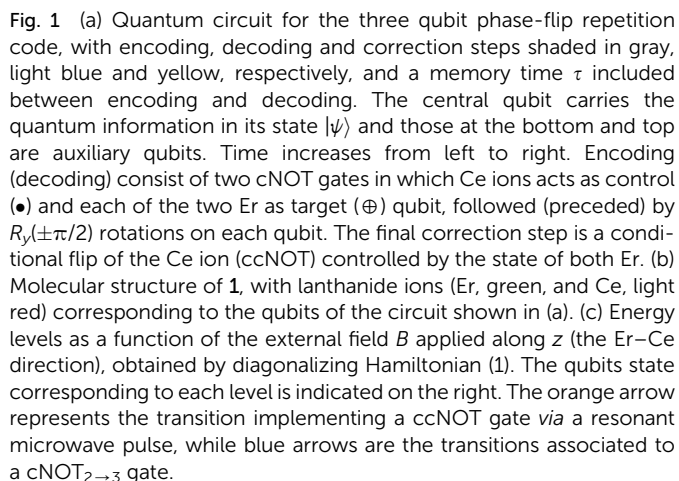 Fig. 1 (a) Quantum circuit for the three qubit phase-flip repetition
code, with encoding, decoding and correction steps shaded in gray,
light blue and yellow, respectively, and a memory time τ included
between encoding and decoding. The central qubit carries the
quantum information in its state |ψ⟩ and those at the bottom and top
are auxiliary qubits. Time increases from left to right. Encoding
(decoding) consist of two cNOT gates in which Ce ions acts as control
(●) and each of the two Er as target (⊕) qubit, followed (preceded) by
Ry(±π/2) rotations on each qubit. The final correction step is a condi-
tional flip of the Ce ion (ccNOT) controlled by the state of both Er. (b)
Molecular structure of 1, with lanthanide ions (Er, green, and Ce, light
red) corresponding to the qubits of the circuit shown in (a). (c) Energy
levels as a function of the external field B applied along z (the Er–Ce
direction), obtained by diagonalizing Hamiltonian (1). The qubits state
corresponding to each level is indicated on the right. The orange arrow
represents the transition implementing a ccNOT gate via a resonant
microwave pulse, while blue arrows are the transitions associated to
a cNOT2→3 gate.